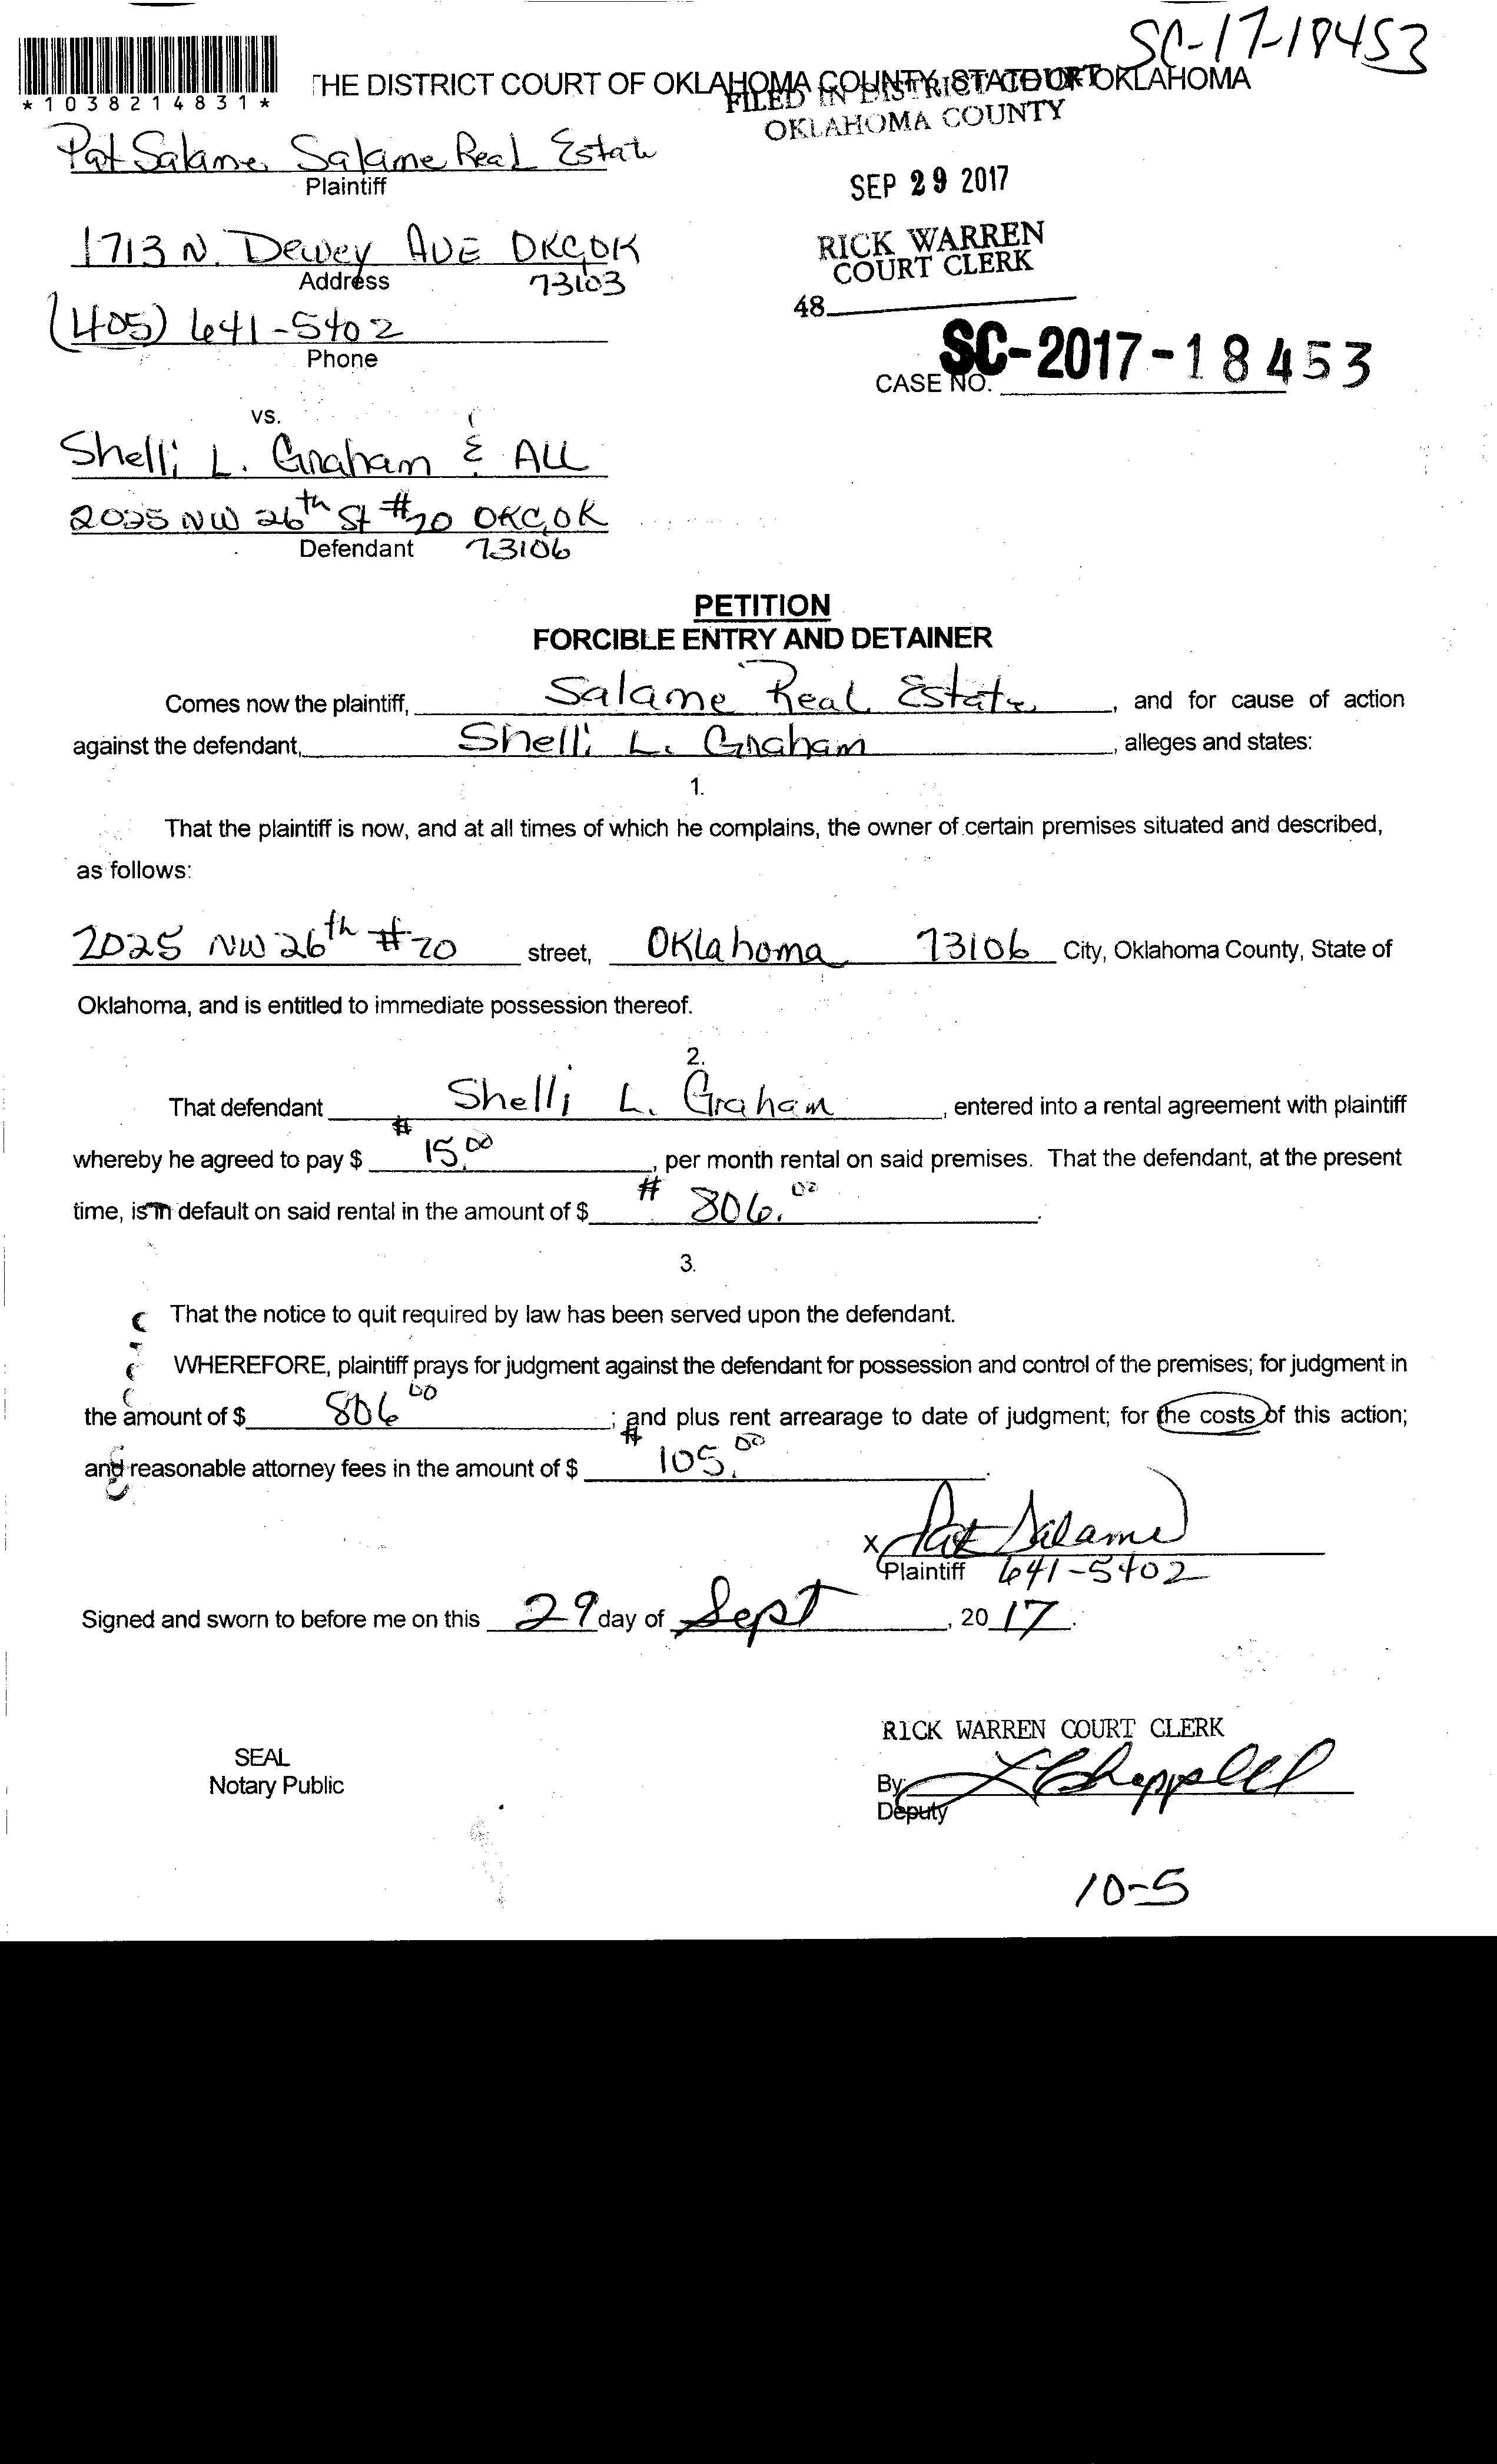 SC-17-18453
*1038214831*
THE DISTRICT COURT OF OKLAHOMA COUNTY, STATE OF OKLAHOMA
FILED IN DISTRICT COURT
OKLAHOMA COUNTY
Pat Salame, Salame Real Estate
Plaintiff
SEP 29 2017
1713 N. Dewey AVE OKC, OK
Address 73103
RICK WARREN
COURT CLERK
48
(405) 641-5402
Phone
SC-2017-18453
CASE NO.
vs.
Shelli L. Graham & ALL
2025 NW 26th St #20 OKC, OK
Defendant 73106
PETITION
FORCIBLE ENTRY AND DETAINER
Comes now the plaintiff, Salame Real Estate, and for cause of action
against the defendant, Shelli L. Graham, alleges and states:
1.
That the plaintiff is now, and at all times of which he complains, the owner of certain premises situated and described,
as follows:
2025 NW 26th #20 street, Oklahoma 73106 City, Oklahoma County, State of
Oklahoma, and is entitled to immediate possession thereof.
2.
That defendant Shelli L. Graham, entered into a rental agreement with plaintiff
whereby he agreed to pay $ #15.00, per month rental on said premises. That the defendant, at the present
time, is in default on said rental in the amount of $ # 806.02.
3.
That the notice to quit required by law has been served upon the defendant.
WHEREFORE, plaintiff prays for judgment against the defendant for possession and control of the premises; for judgment in
the amount of $ 806 00; and plus rent arrearage to date of judgment; for the costs of this action;
and reasonable attorney fees in the amount of $ # 105.00.
x Pat Salame
Plaintiff 641-5402
Signed and sworn to before me on this 29 day of Sept, 20 17.
RICK WARREN COURT CLERK
SEAL
Notary Public
By:
Deputy
10-5